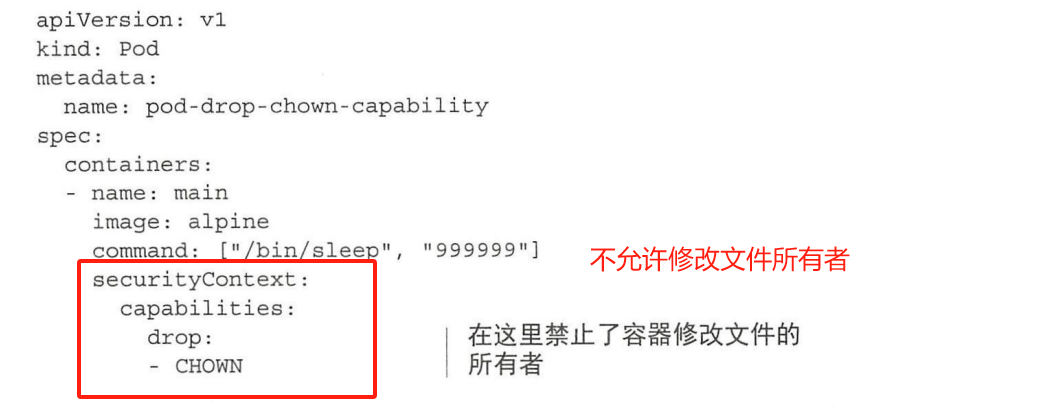 apiVersion: v1
kind: Pod
metadata:
  name: pod-drop-chown-capability
spec:
  containers:
  - name: main
    image: alpine
    command: ["/bin/sleep", "999999"]
不允许修改文件所有者
    securityContext:
      capabilities:
        drop:
        - CHOWN
在这里禁止了容器修改文件的
所有者